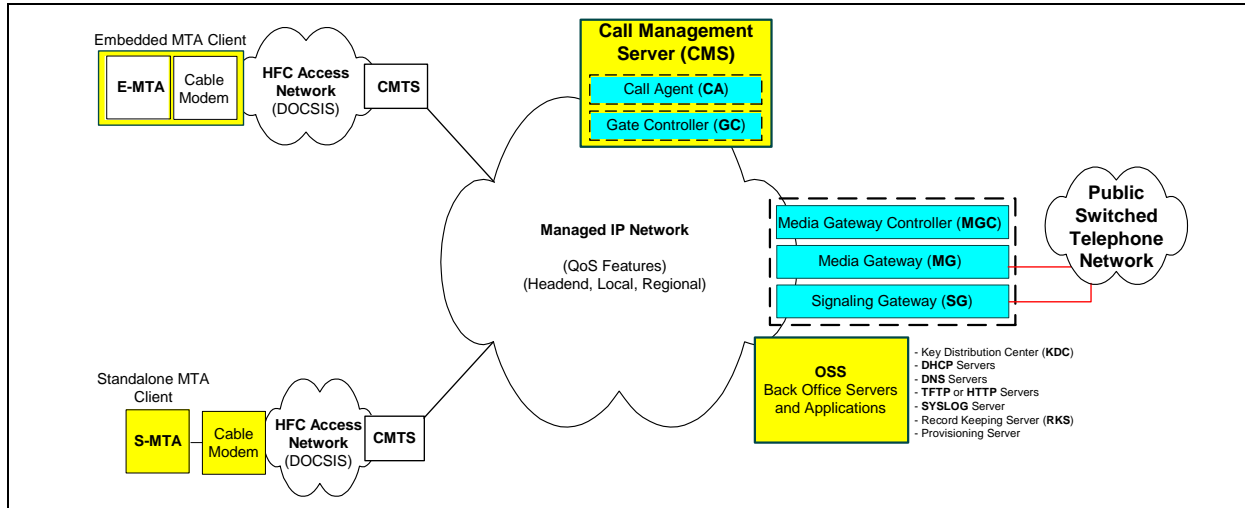 Embedded MTA Client
E-MTA
Cable
Modem
HFC Access
Network
(DOCSIS)
CMTS
Call Management
Server (CMS)
Call Agent (CA)
Gate Controller (GC)
Managed IP Network
(QoS Features)
(Headend, Local, Regional)
Media Gateway Controller (MGC)
Media Gateway (MG)
Signaling Gateway (SG)
Public
Switched
Telephone
Network
OSS
Back Office Servers
and Applications
- Key Distribution Center (KDC)
- DHCP Servers
- DNS Servers
- TFTP or HTTP Servers
- SYSLOG Server
- Record Keeping Server (RKS)
- Provisioning Server
Standalone MTA
Client
S-MTA
Cable
Modem
HFC Access
Network
(DOCSIS)
CMTS